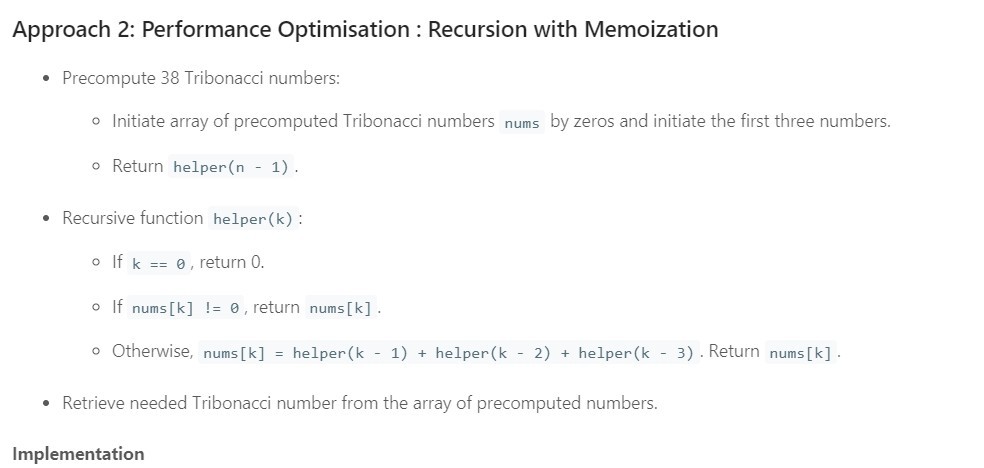 Approach 2: Performance Optimisation : Recursion with Memoization
• Precompute 38 Tribonacci numbers:
○ Initiate array of precomputed Tribonacci numbers nums by zeros and initiate the first three numbers.
○ Return helper(n - 1) .
• Recursive function helper(k) :
○ If k == 0 , return 0.
○ If nums[k] != 0 , return nums[k] .
○ Otherwise, nums[k] = helper(k - 1) + helper(k - 2) + helper(k - 3) . Return nums[k] .
• Retrieve needed Tribonacci number from the array of precomputed numbers.
Implementation